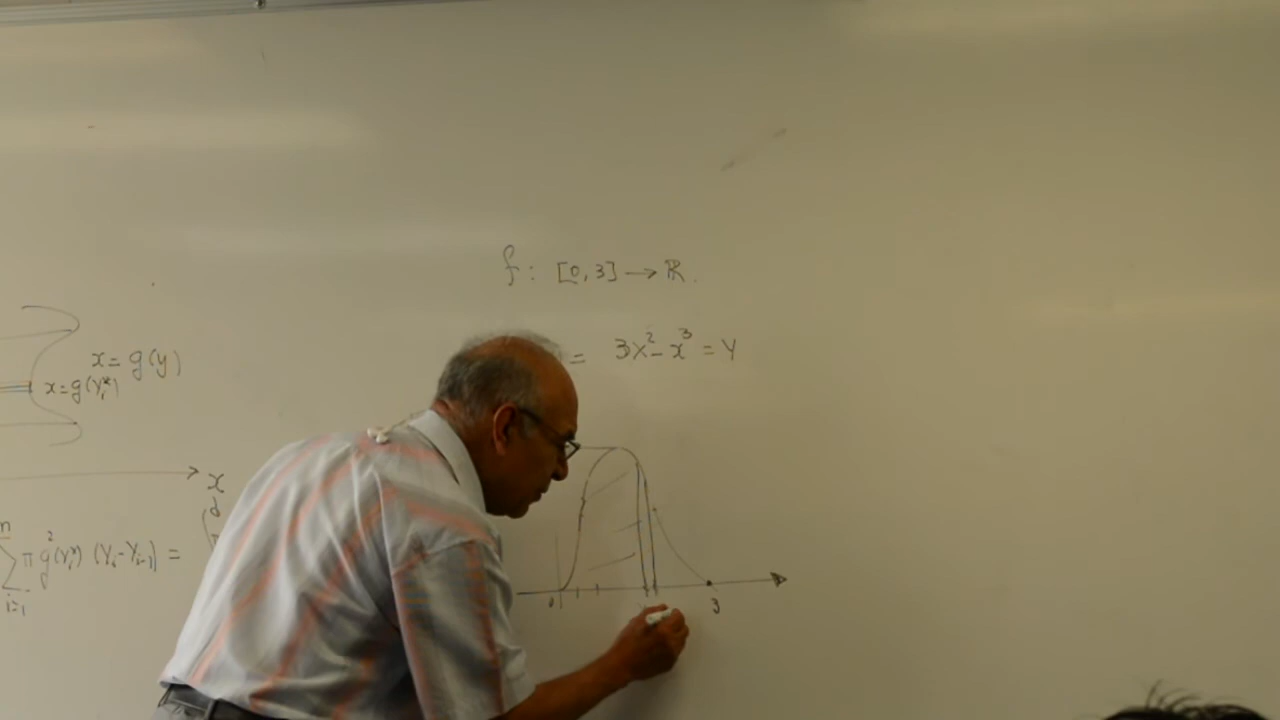 f : [0,3] → ℝ.
= 3x² - x³ = y
x = g(y)
x = g(yᵢ*)
x
d
n
∑ π g²(yᵢ*) (yᵢ - yᵢ₋₁) =
i=1
0
3